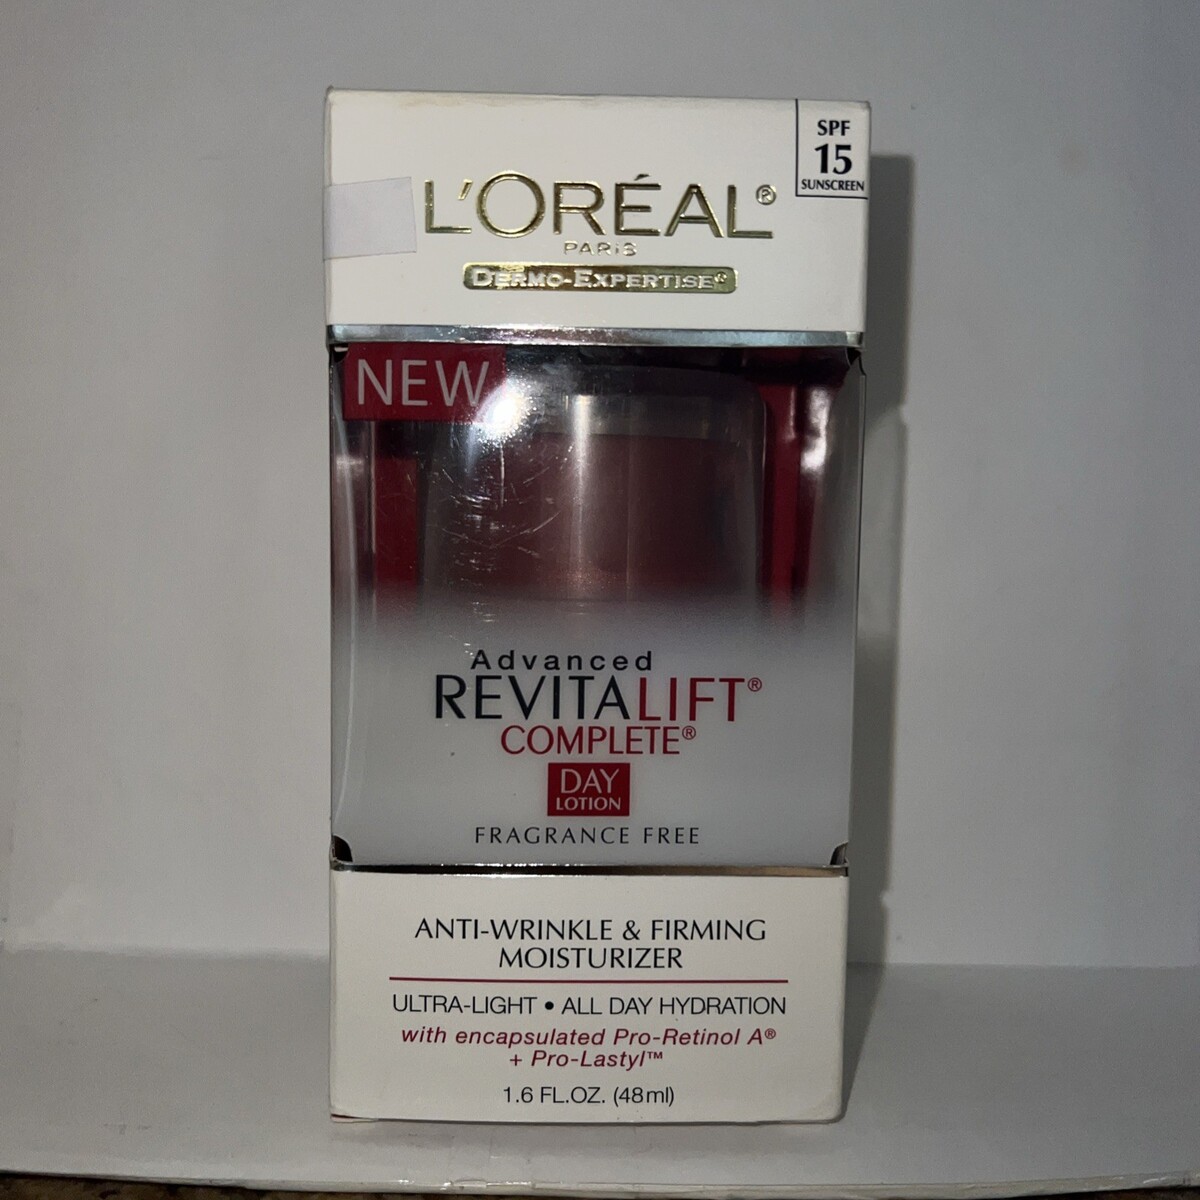 SPF
15
SUNSCREEN
L'ORÉAL®
PARIS
DERMO-EXPERTISE®
NEW
Advanced
REVITALIFT®
COMPLETE®
DAY
LOTION
FRAGRANCE FREE
ANTI-WRINKLE & FIRMING
MOISTURIZER
ULTRA-LIGHT • ALL DAY HYDRATION
with encapsulated Pro-Retinol A®
+ Pro-Lastyl™
1.6 FL.OZ. (48ml)